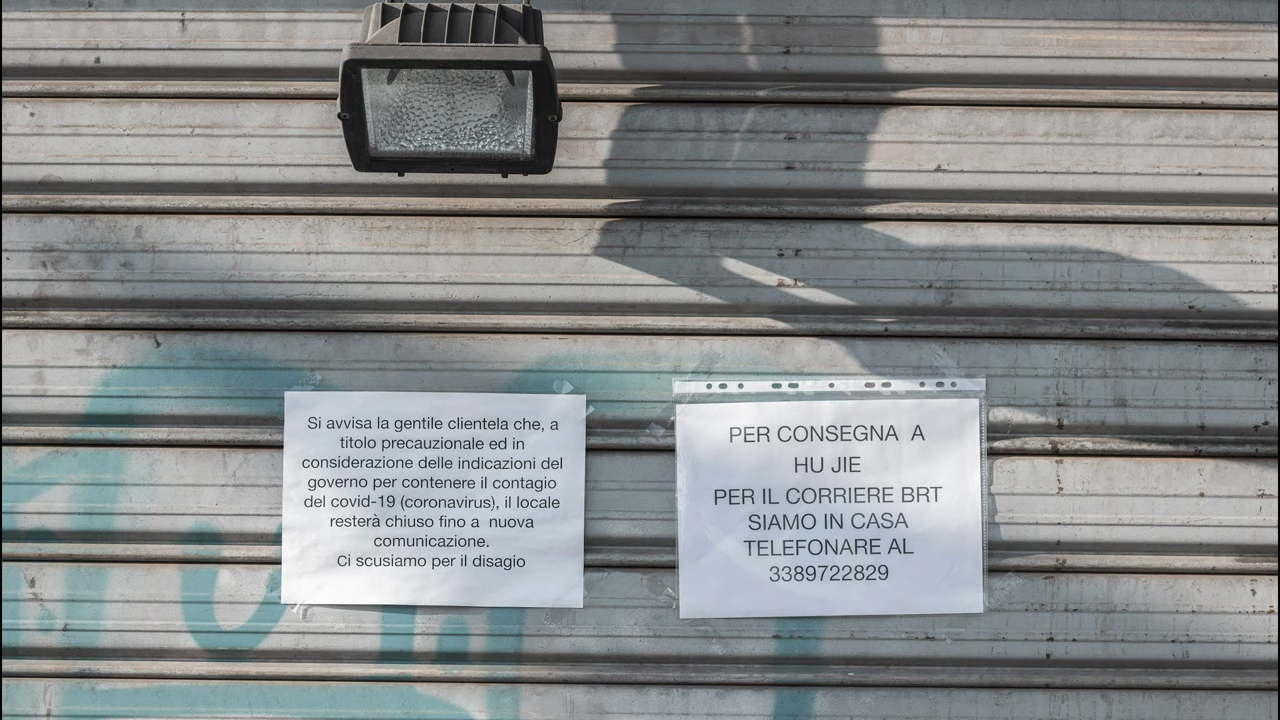 Si avvisa la gentile clientela che, a
titolo precauzionale ed in
considerazione delle indicazioni del
governo per contenere il contagio
del covid-19 (coronavirus), il locale
resterà chiuso fino a nuova
comunicazione.
Ci scusiamo per il disagio
PER CONSEGNA A
HU JIE
PER IL CORRIERE BRT
SIAMO IN CASA
TELEFONARE AL
3389722829